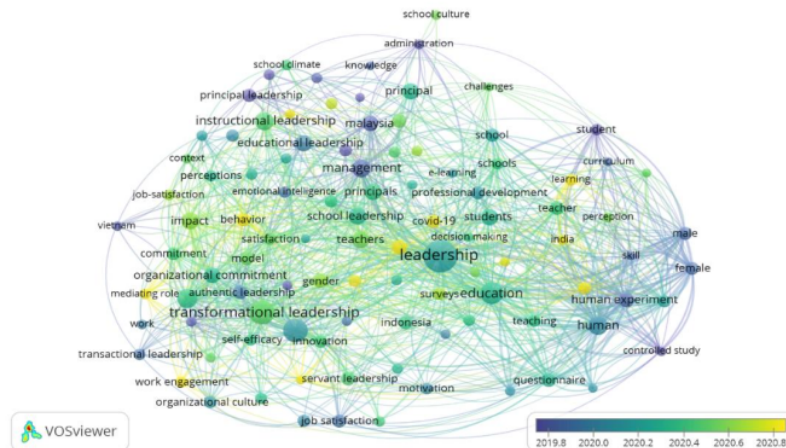 school culture
administration
school climate
knowledge
principal leadership
principal
challenges
instructional leadership
malaysia
student
educational leadership
school
context
management
schools
curriculum
perceptions
e-learning
learning
job-satisfaction
emotional intelligence
principals
professional development
vietnam
impact
behavior
school leadership
covid-19
students
teacher
perception
satisfaction
teachers
decision making
india
male
commitment
model
leadership
skill
female
organizational commitment
gender
mediating role
authentic leadership
surveys
education
human experiment
transformational leadership
work
self-efficacy
innovation
indonesia
teaching
human
transactional leadership
controlled study
work engagement
servant leadership
motivation
questionnaire
organizational culture
job satisfaction
VOSviewer
2019.8 2020.0 2020.2 2020.4 2020.6 2020.8